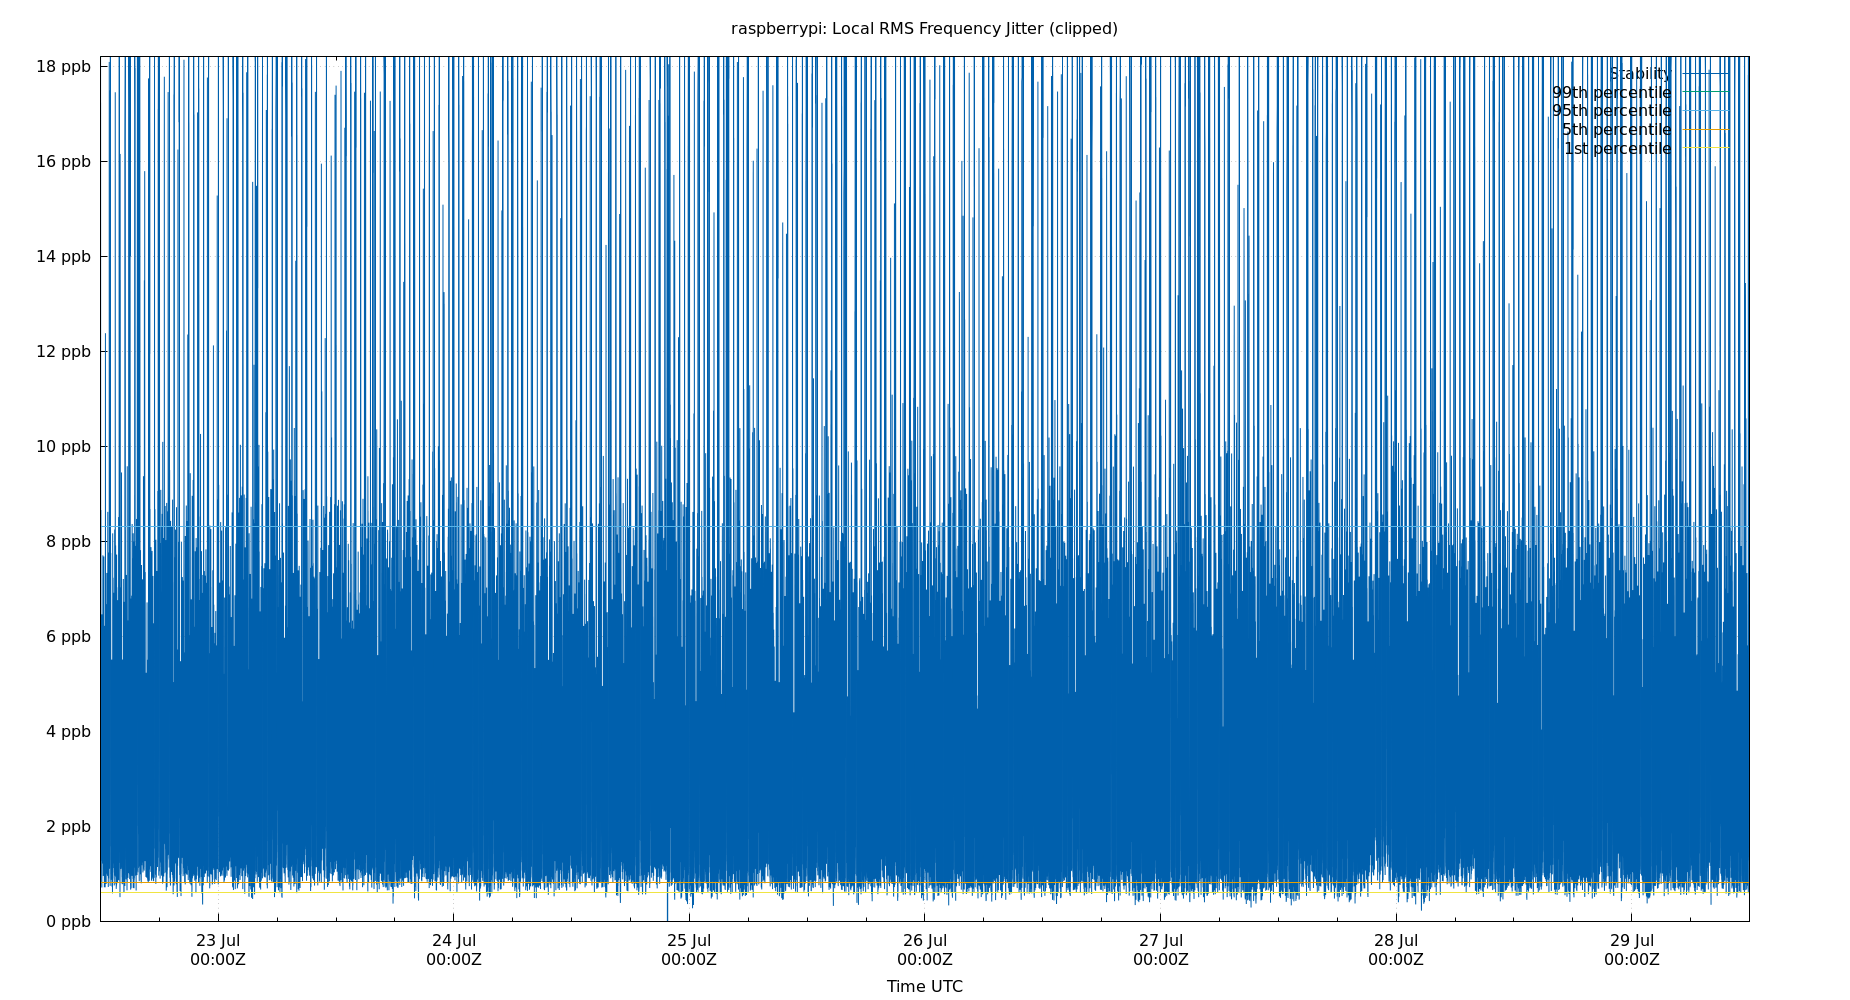 raspberrypi: Local RMS Frequency Jitter (clipped)
18 ppb
16 ppb
14 ppb
12 ppb
10 ppb
8 ppb
6 ppb
4 ppb
2 ppb
0 ppb
Stability
99th percentile
95th percentile
5th percentile
1st percentile
23 Jul
00:00Z
24 Jul
00:00Z
25 Jul
00:00Z
26 Jul
00:00Z
27 Jul
00:00Z
28 Jul
00:00Z
29 Jul
00:00Z
Time UTC